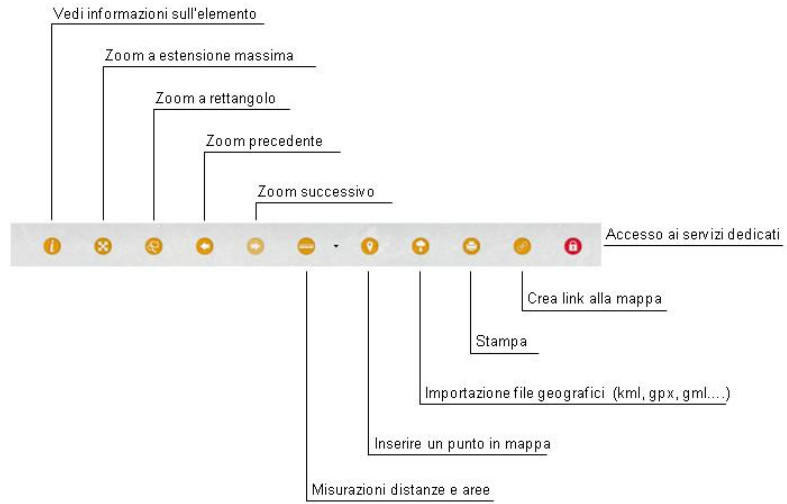 Vedi informazioni sull'elemento
Zoom a estensione massima
Zoom a rettangolo
Zoom precedente
Zoom successivo
Accesso ai servizi dedicati
Crea link alla mappa
Stampa
Importazione file geografici (kml, gpx, gml....)
Inserire un punto in mappa
Misurazioni distanze e aree